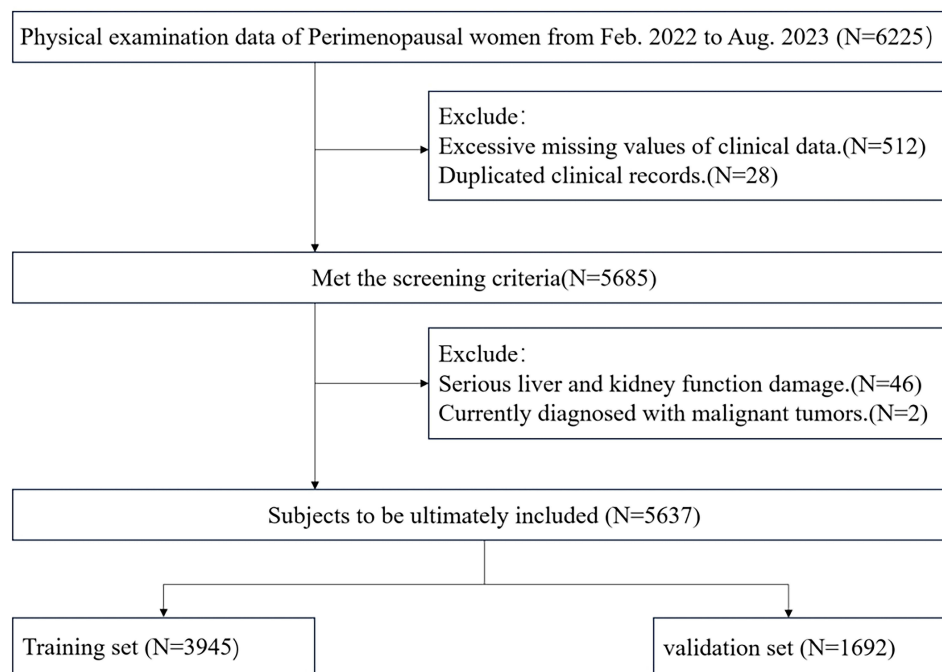 Physical examination data of Perimenopausal women from Feb. 2022 to Aug. 2023 (N=6225)
Exclude：
Excessive missing values of clinical data.(N=512)
Duplicated clinical records.(N=28)
Met the screening criteria(N=5685)
Exclude：
Serious liver and kidney function damage.(N=46)
Currently diagnosed with malignant tumors.(N=2)
Subjects to be ultimately included (N=5637)
Training set (N=3945)
validation set (N=1692)